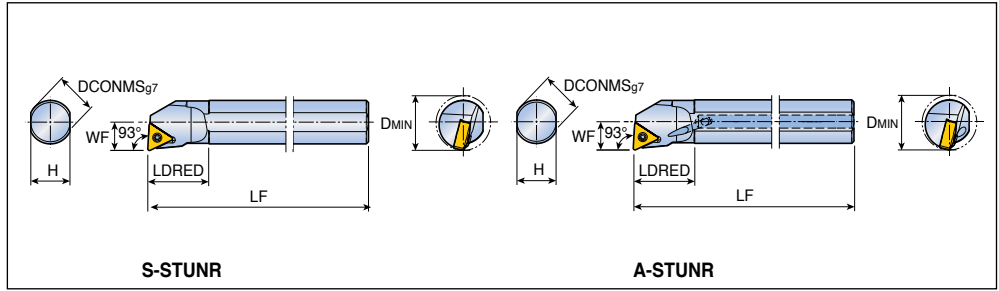 DCONMSg7
WF
93°
H
LDRED
LF
DMIN
S-STUNR
DCONMSg7
WF
93°
H
LDRED
LF
DMIN
A-STUNR